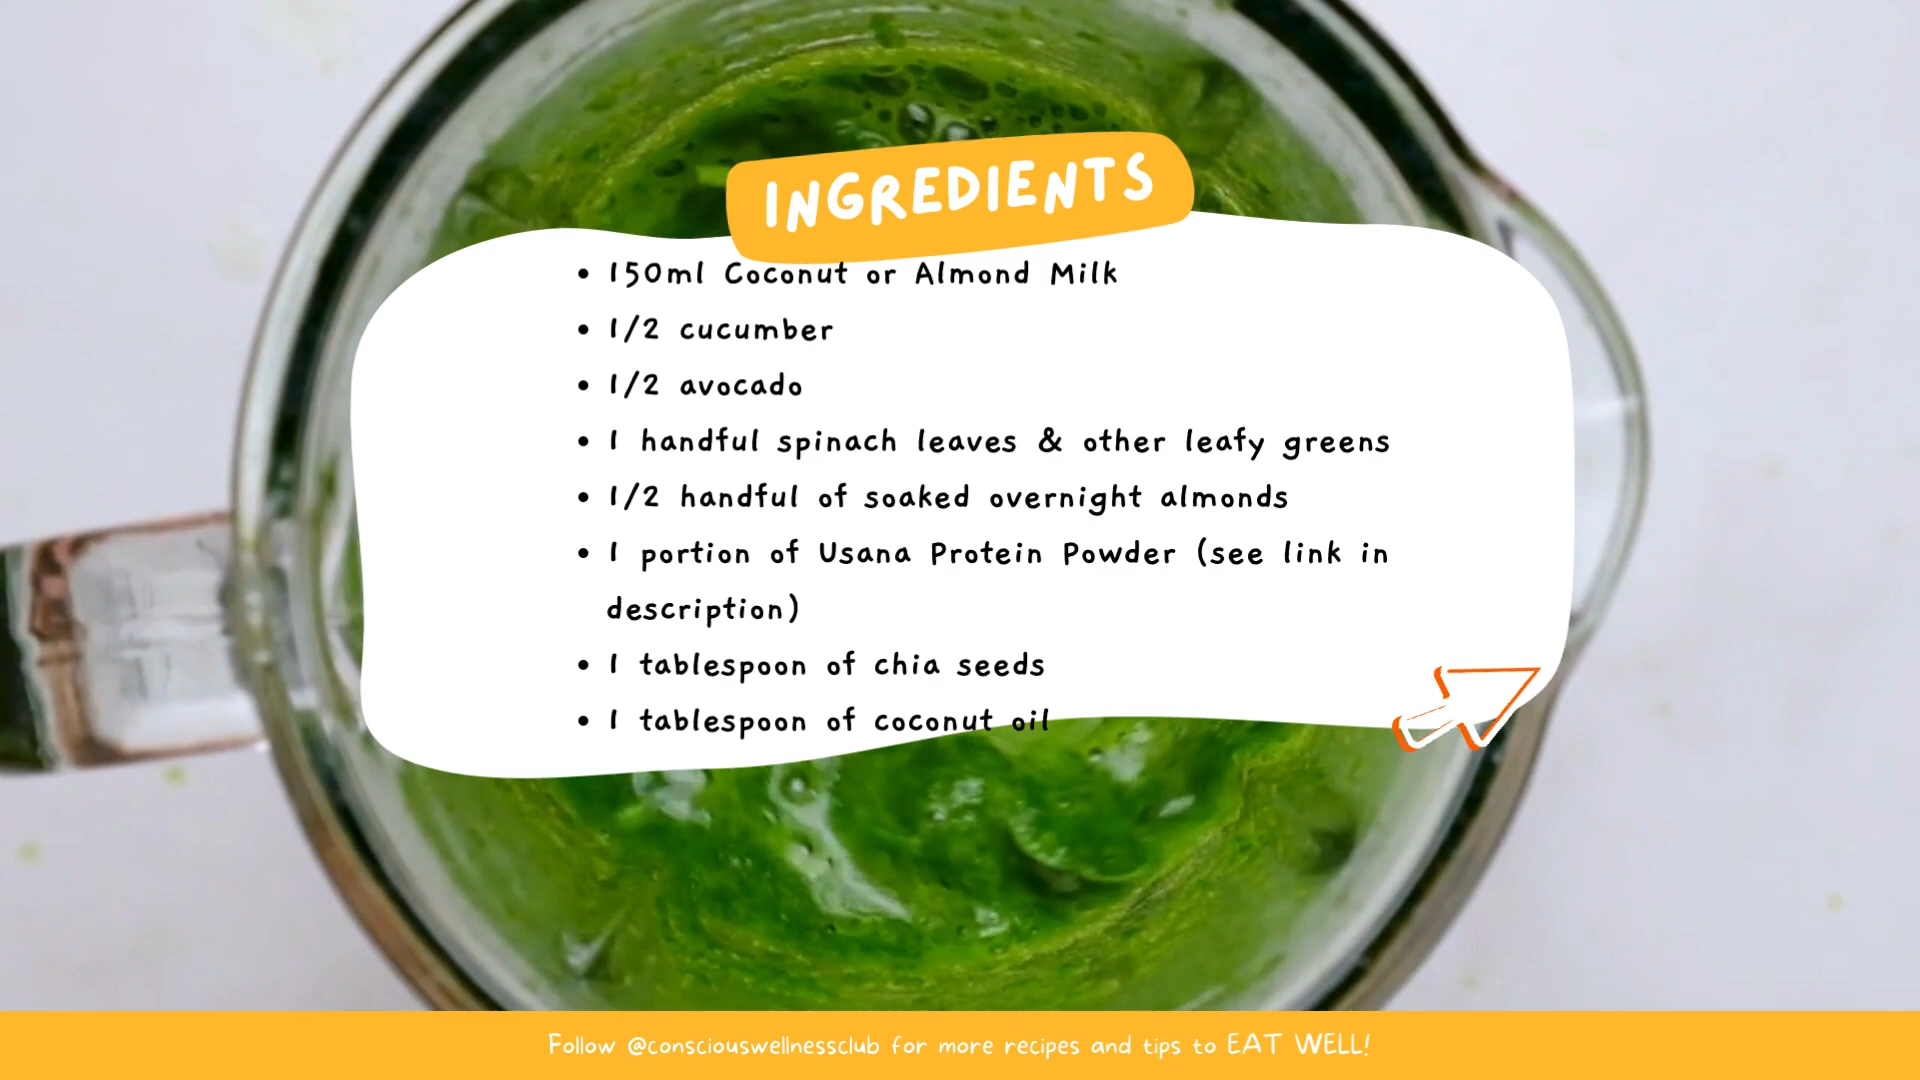 INGREDIENTS
• 150ml Coconut or Almond Milk
• 1/2 cucumber
• 1/2 avocado
• 1 handful spinach leaves & other leafy greens
• 1/2 handful of soaked overnight almonds
• 1 portion of Usana Protein Powder (see link in
description)
• 1 tablespoon of chia seeds
• 1 tablespoon of coconut oil
Follow @consciouswellnessclub for more recipes and tips to EAT WELL!